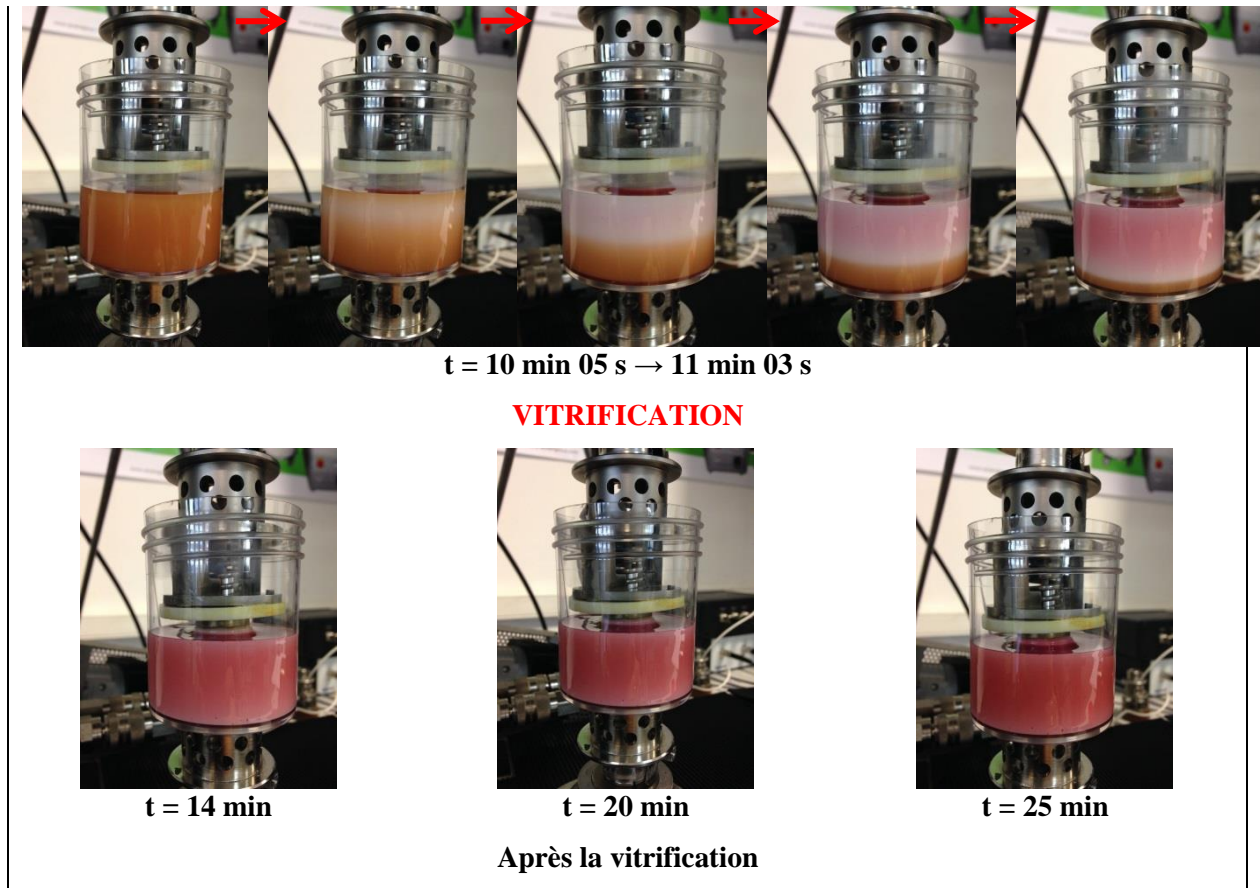 t = 10 min 05 s → 11 min 03 s
VITRIFICATION
t = 14 min
t = 20 min
t = 25 min
Après la vitrification